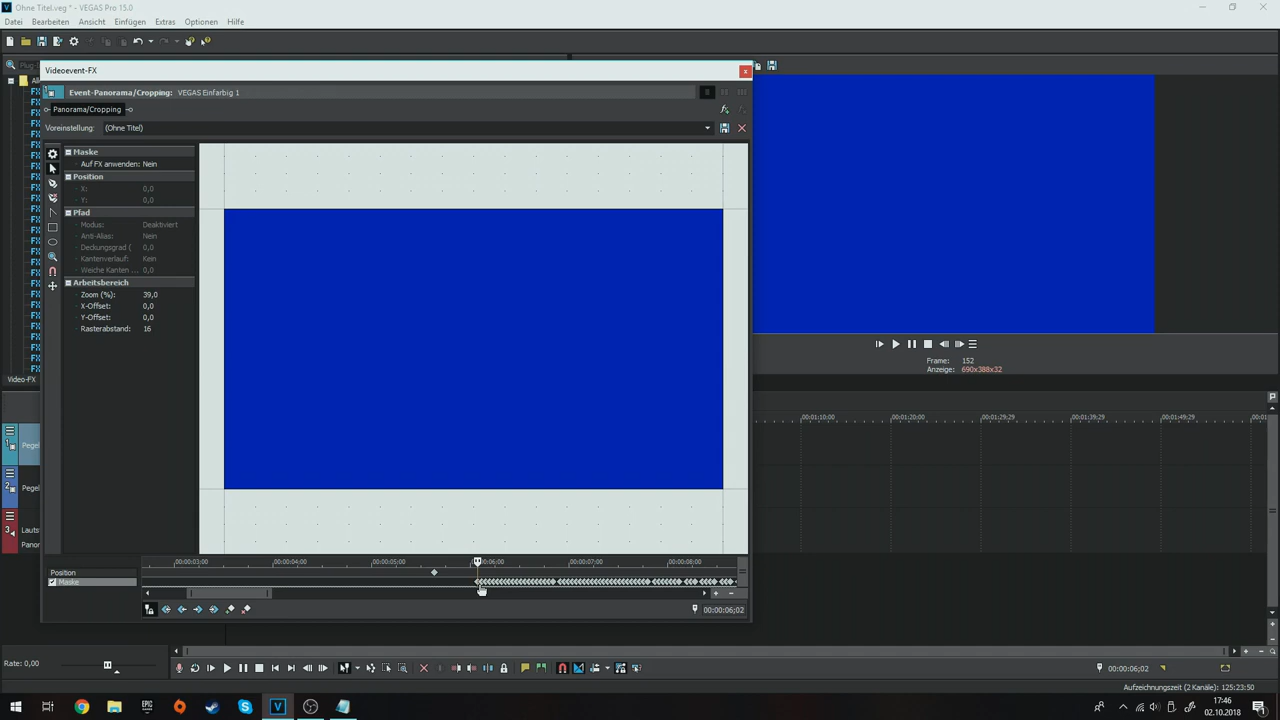 Ohne Titel.veg * - VEGAS Pro 15.0
Datei Bearbeiten Ansicht Einfügen Extras Optionen Hilfe
Plug-
Videoevent-FX
Event-Panorama/Cropping: VEGAS Einfarbig 1
Panorama/Cropping
Voreinstellung: (Ohne Titel)
Maske
Auf FX anwenden: Nein
Position
X: 0,0
Y: 0,0
Pfad
Modus: Deaktiviert
Anti-Alias: Nein
Deckungsgrad ( 0,0
Kantenverlauf: Kein
Weiche Kanten ... 0,0
Arbeitsbereich
Zoom (%): 39,0
X-Offset: 0,0
Y-Offset: 0,0
Rasterabstand: 16
Frame: 152
Anzeige: 690x388x32
Video-FX
00:01:10;00 00:01:20;00 00:01:29;29 00:01:39;29 00:01:49;29 00:01:
Pegel
Pegel
Lauts
Panor
00:00:03;00 00:00:04;00 00:00:05;00 00:00:06;00 00:00:07;00 00:00:08;00
Position
Maske
00:00:06;02
Rate: 0,00
00:00:06;02
Aufzeichnungszeit (2 Kanäle): 125:23:50
EPIC
17:46
02.10.2018